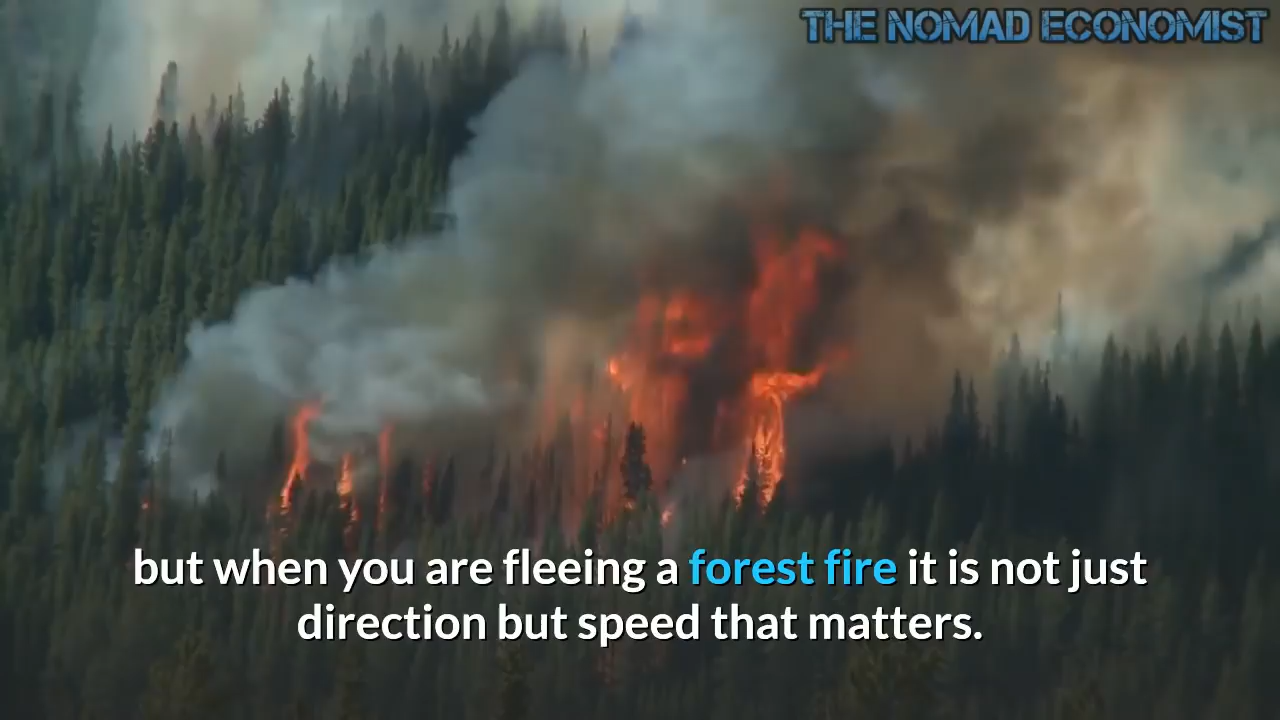 THE NOMAD ECONOMIST
but when you are fleeing a forest fire it is not just
direction but speed that matters.